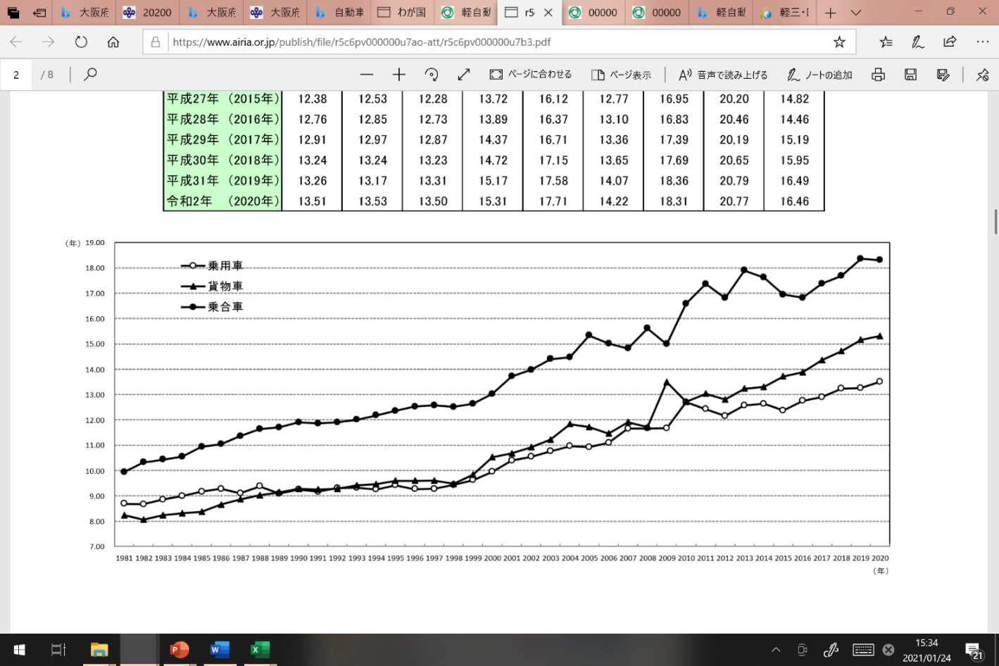 大阪府 20200 大阪府 大阪府 自動車 わが国 軽自動 r5 00000 00000 軽自動 軽三・
https://www.airia.or.jp/publish/file/r5c6pv000000u7ao-att/r5c6pv000000u7b3.pdf
2 / 8 ページに合わせる ページ表示 A 音声で読み上げる ノートの追加
平成27年 （2015年） 12.38 12.53 12.28 13.72 16.12 12.77 16.95 20.20 14.82
平成28年 （2016年） 12.76 12.85 12.73 13.89 16.37 13.10 16.83 20.46 14.46
平成29年 （2017年） 12.91 12.97 12.87 14.37 16.71 13.36 17.39 20.19 15.19
平成30年 （2018年） 13.24 13.24 13.23 14.72 17.15 13.65 17.69 20.65 15.95
平成31年 （2019年） 13.26 13.17 13.31 15.17 17.58 14.07 18.36 20.79 16.49
令和2年 （2020年） 13.51 13.53 13.50 15.31 17.71 14.22 18.31 20.77 16.46
（年） 19.00
18.00
17.00
16.00
15.00
14.00
13.00
12.00
11.00
10.00
9.00
8.00
7.00
乗用車
貨物車
乗合車
1981 1982 1983 1984 1985 1986 1987 1988 1989 1990 1991 1992 1993 1994 1995 1996 1997 1998 1999 2000 2001 2002 2003 2004 2005 2006 2007 2008 2009 2010 2011 2012 2013 2014 2015 2016 2017 2018 2019 2020
（年）
P W X
15:34
2021/01/24
21